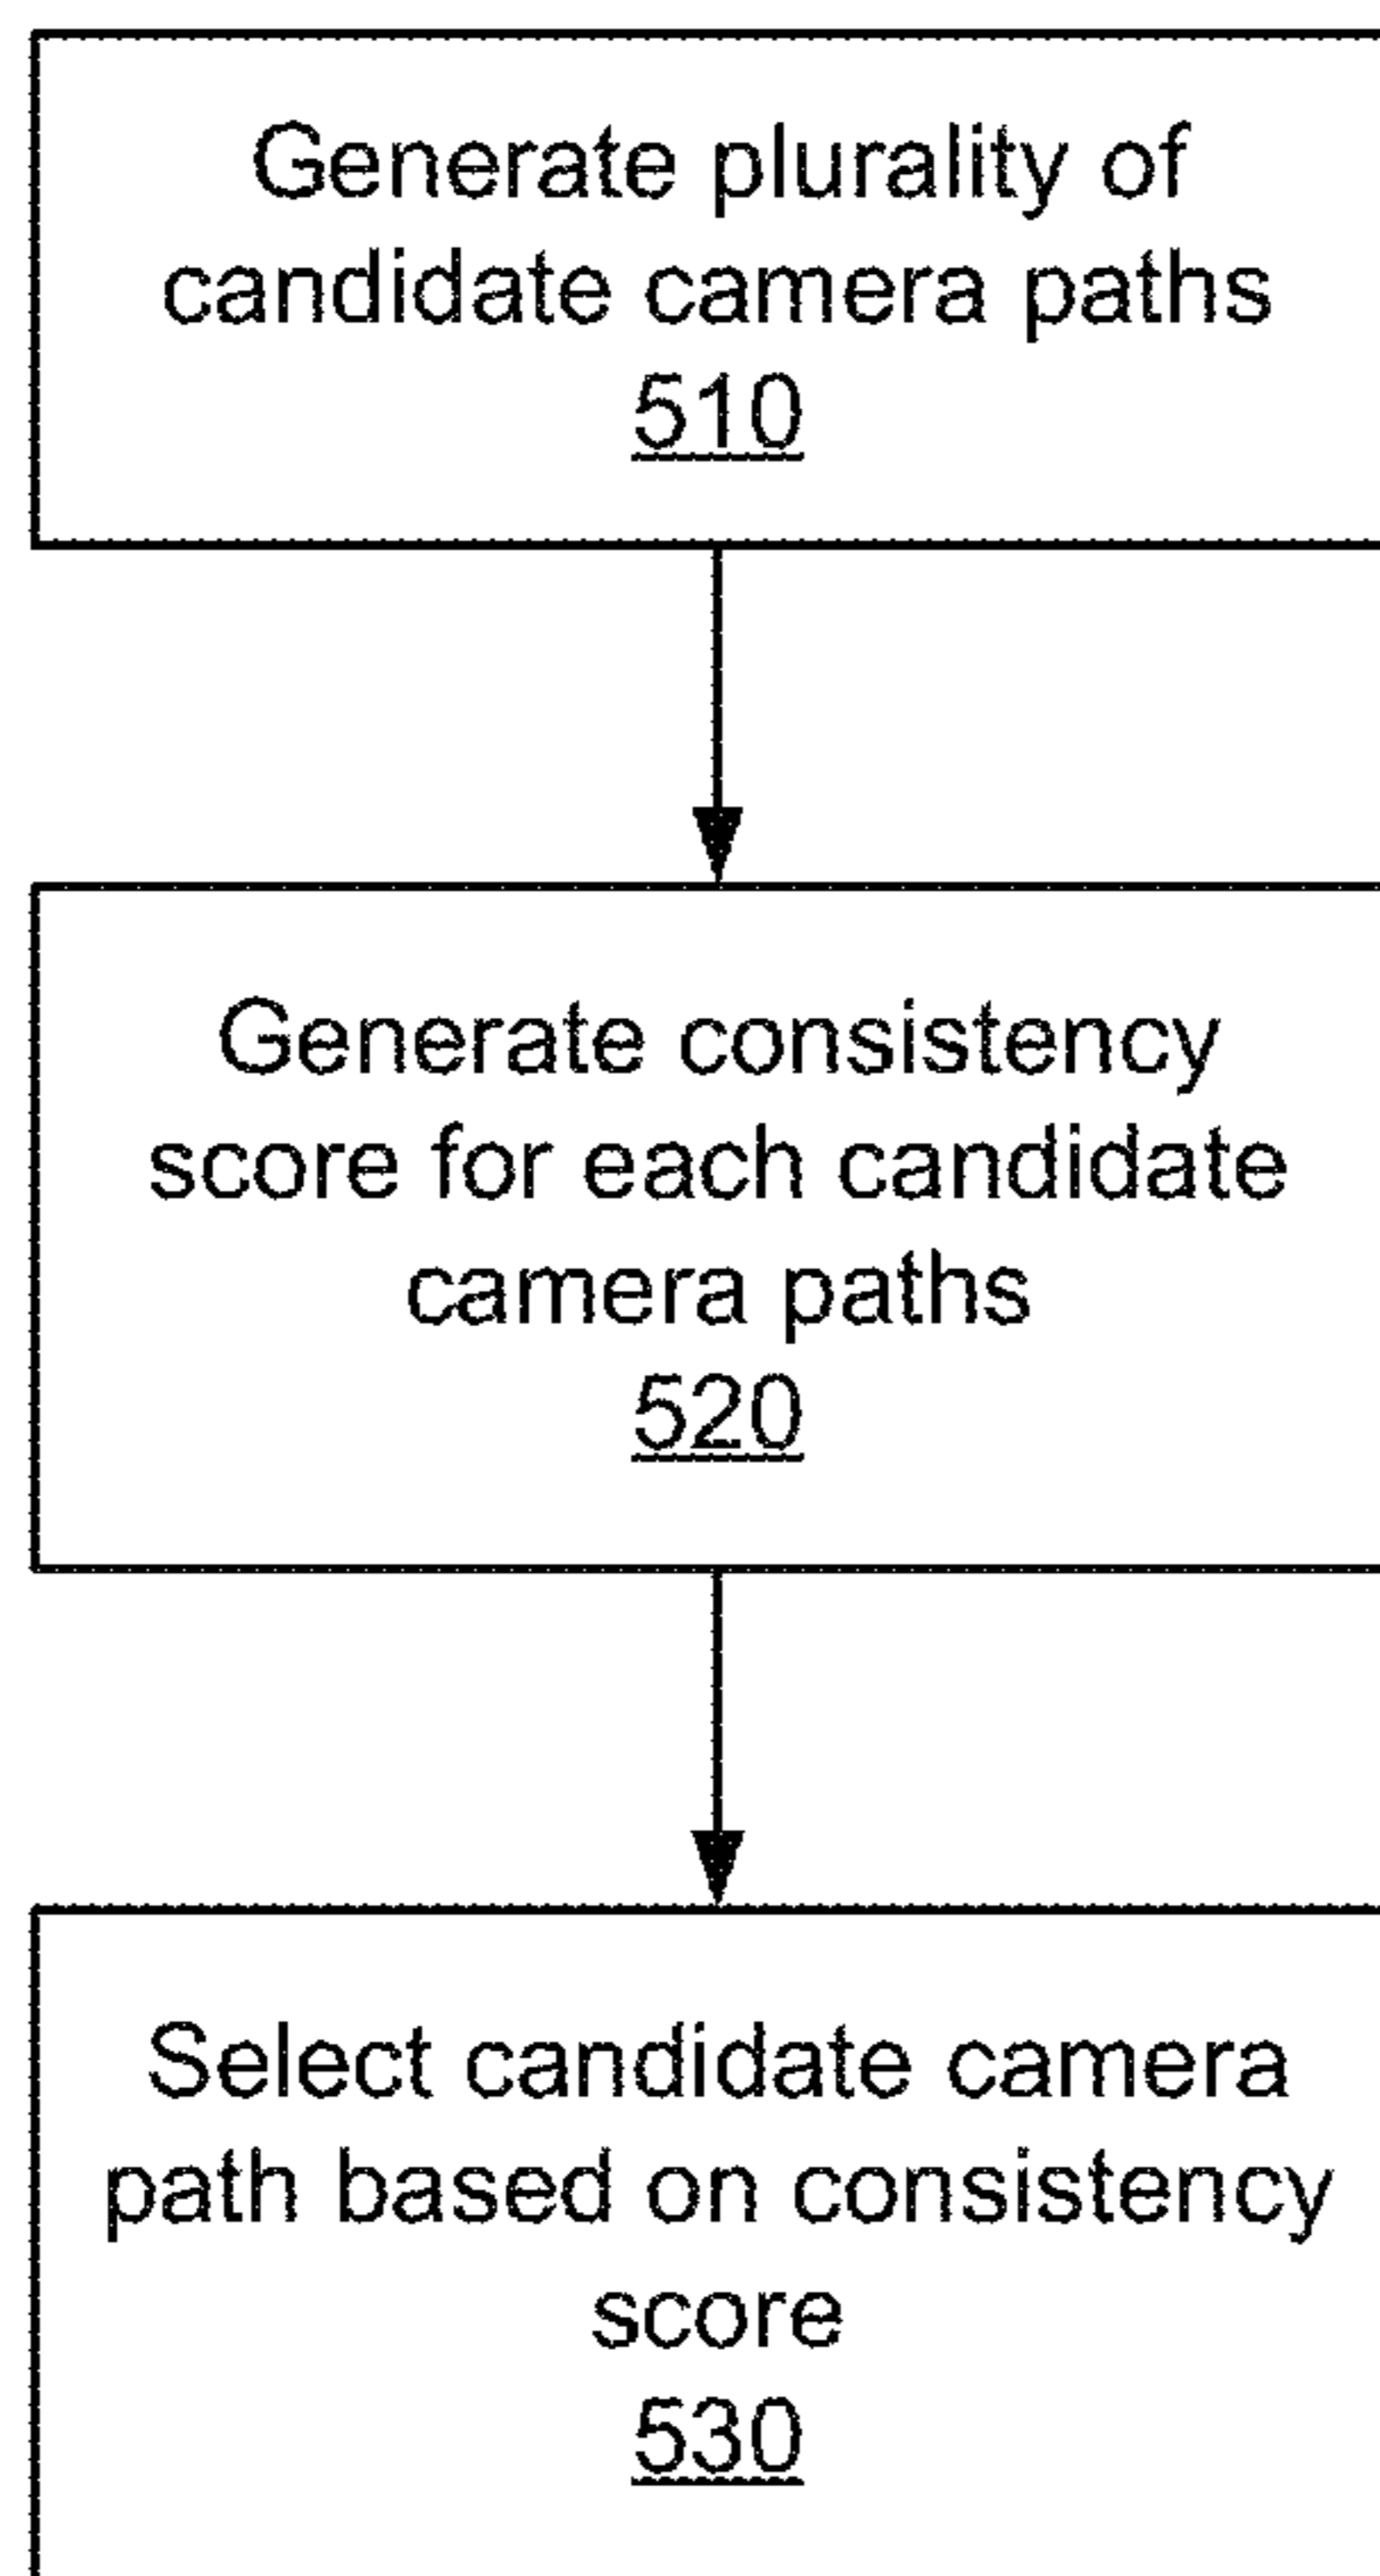 Generate plurality of
candidate camera paths
510
Generate consistency
score for each candidate
camera paths
520
Select candidate camera
path based on consistency
score
530